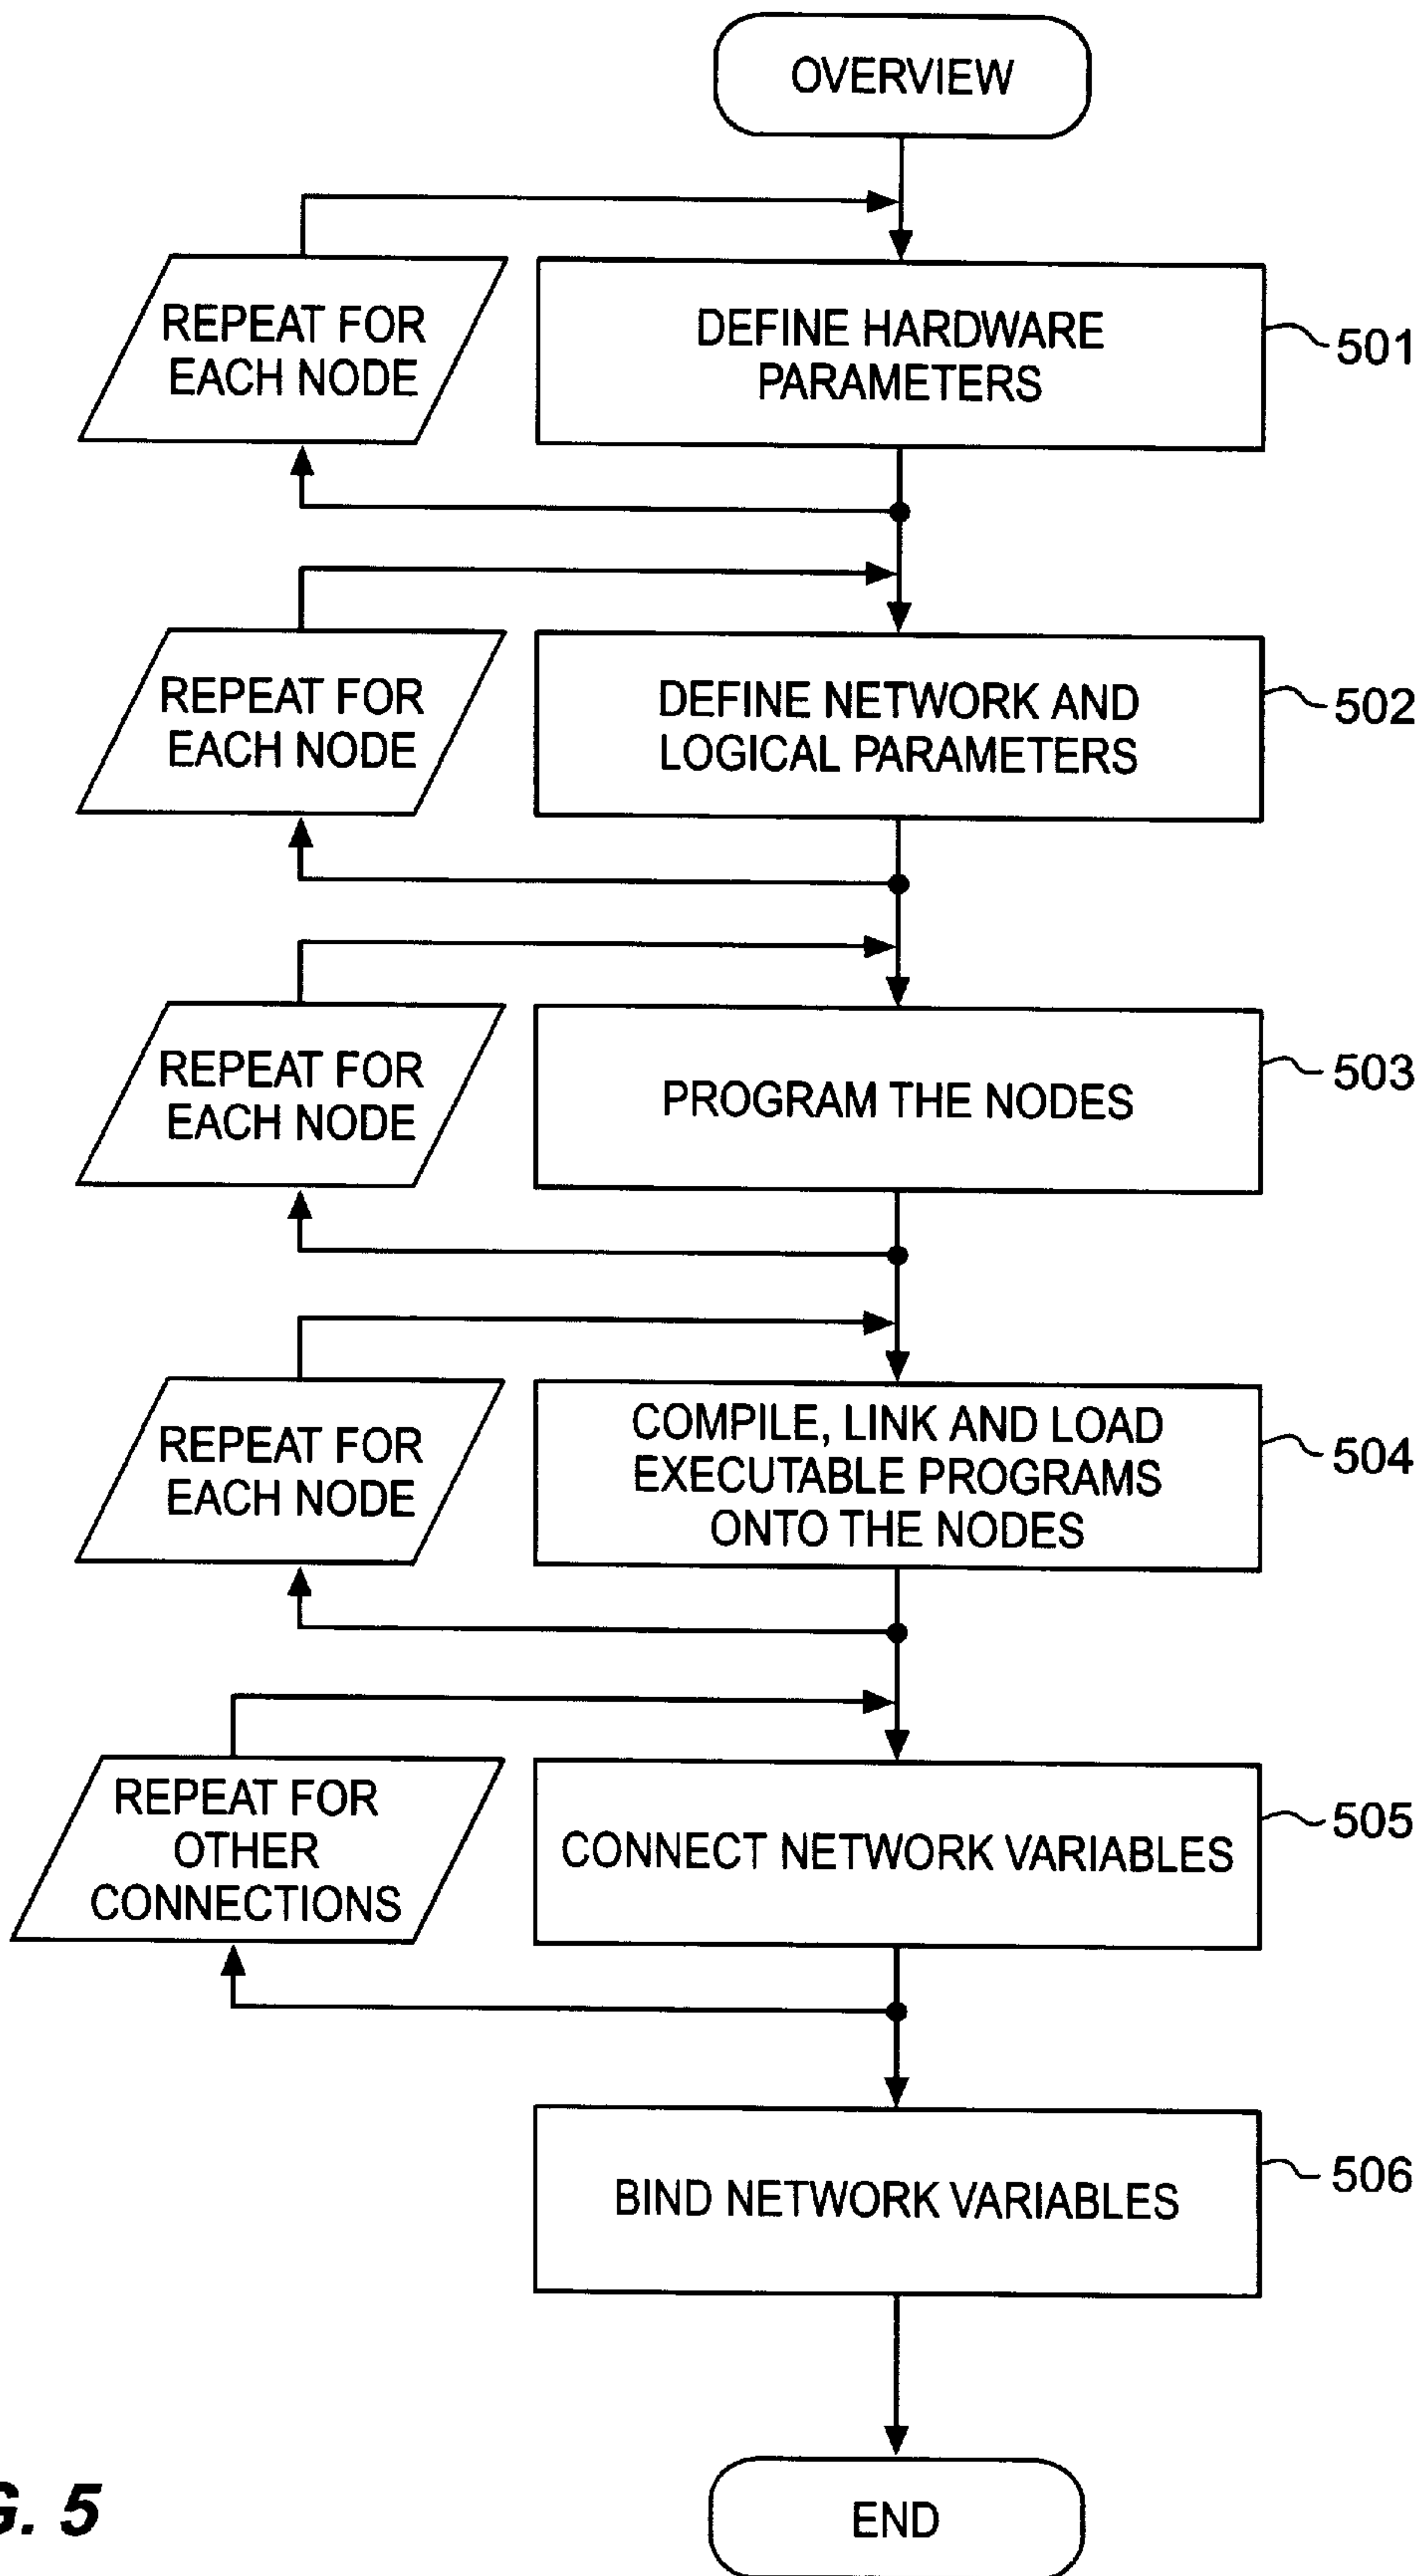 OVERVIEW
REPEAT FOR
EACH NODE
DEFINE HARDWARE
PARAMETERS
501
REPEAT FOR
EACH NODE
DEFINE NETWORK AND
LOGICAL PARAMETERS
502
REPEAT FOR
EACH NODE
PROGRAM THE NODES
503
REPEAT FOR
EACH NODE
COMPILE, LINK AND LOAD
EXECUTABLE PROGRAMS
ONTO THE NODES
504
REPEAT FOR
OTHER
CONNECTIONS
CONNECT NETWORK VARIABLES
505
BIND NETWORK VARIABLES
506
END
G. 5